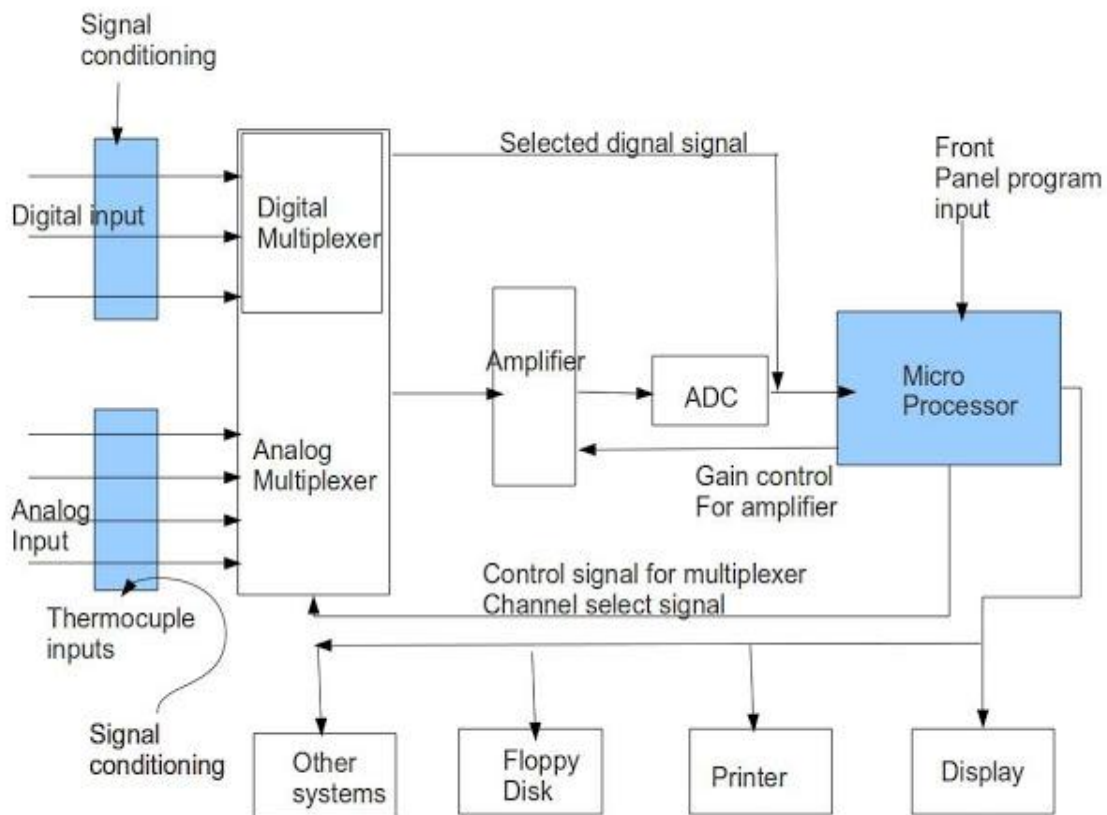 Signal
conditioning
Selected dignal signal
Front
Panel program
input
Digital input
Digital
Multiplexer
Amplifier
ADC
Micro
Processor
Analog
Multiplexer
Gain control
For amplifier
Analog
Input
Control signal for multiplexer
Channel select signal
Thermocuple
inputs
Signal
conditioning
Other
systems
Floppy
Disk
Printer
Display